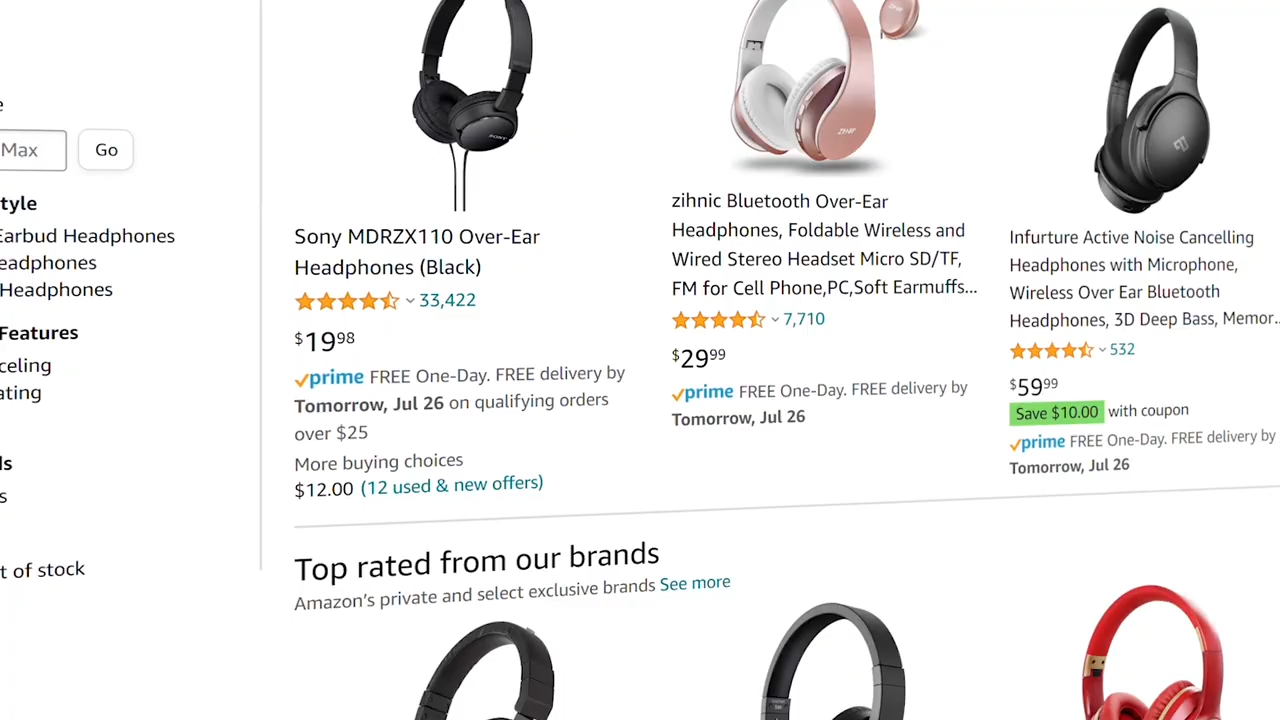 e
Max
Go
tyle
Earbud Headphones
eadphones
Headphones
Features
celing
ating
ls
s
t of stock
SONY
Sony MDRZX110 Over-Ear
Headphones (Black)
33,422
$19.98
prime FREE One-Day. FREE delivery by
Tomorrow, Jul 26 on qualifying orders
over $25
More buying choices
$12.00 (12 used & new offers)
zihnic Bluetooth Over-Ear
Headphones, Foldable Wireless and
Wired Stereo Headset Micro SD/TF,
FM for Cell Phone,PC,Soft Earmuffs...
7,710
$29.99
prime FREE One-Day. FREE delivery by
Tomorrow, Jul 26
Infurture Active Noise Cancelling
Headphones with Microphone,
Wireless Over Ear Bluetooth
Headphones, 3D Deep Bass, Memor..
532
$59.99
Save $10.00 with coupon
prime FREE One-Day. FREE delivery by
Tomorrow, Jul 26
Top rated from our brands
Amazon's private and select exclusive brands See more